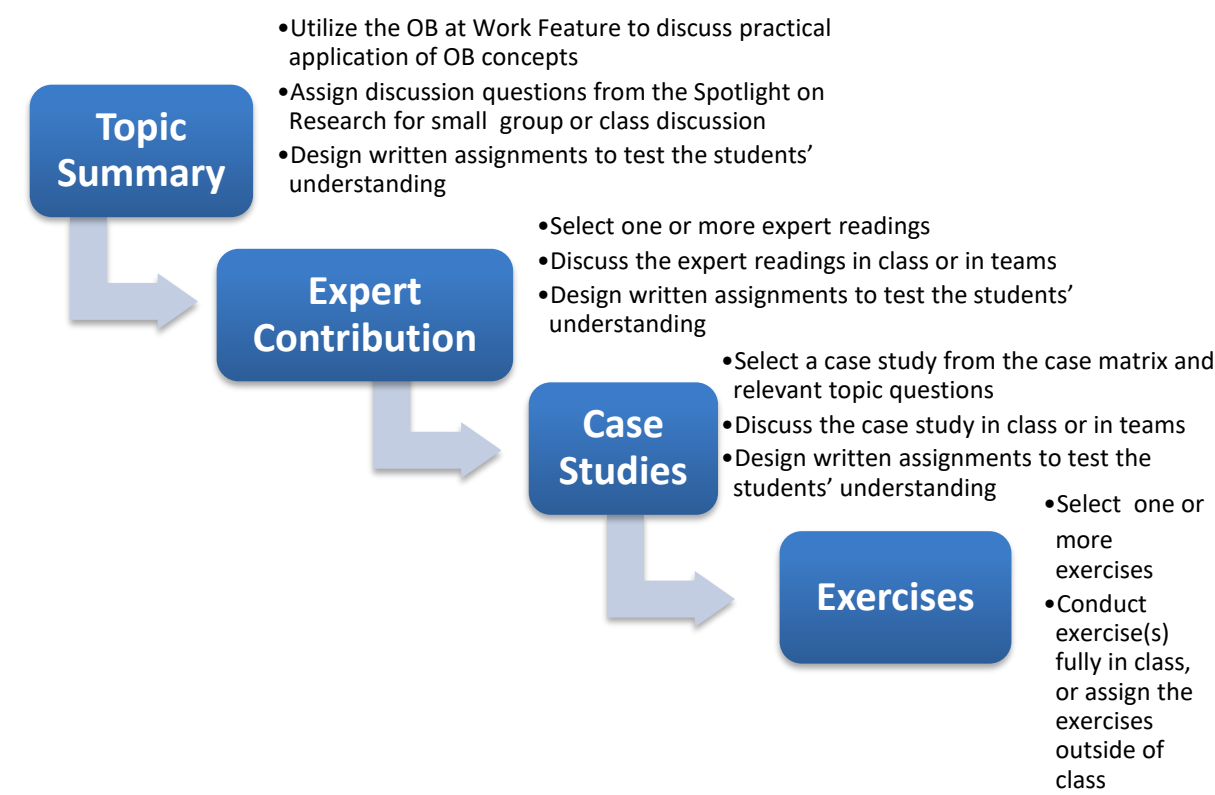 •Utilize the OB at Work Feature to discuss practical
application of OB concepts
•Assign discussion questions from the Spotlight on
Research for small group or class discussion
•Design written assignments to test the students’
understanding
Topic
Summary
•Select one or more expert readings
•Discuss the expert readings in class or in teams
•Design written assignments to test the students’
understanding
Expert
Contribution
•Select a case study from the case matrix and
relevant topic questions
•Discuss the case study in class or in teams
•Design written assignments to test the
students’ understanding
Case
Studies
•Select one or
more
exercises
•Conduct
exercise(s)
fully in class,
or assign the
exercises
outside of
class
Exercises